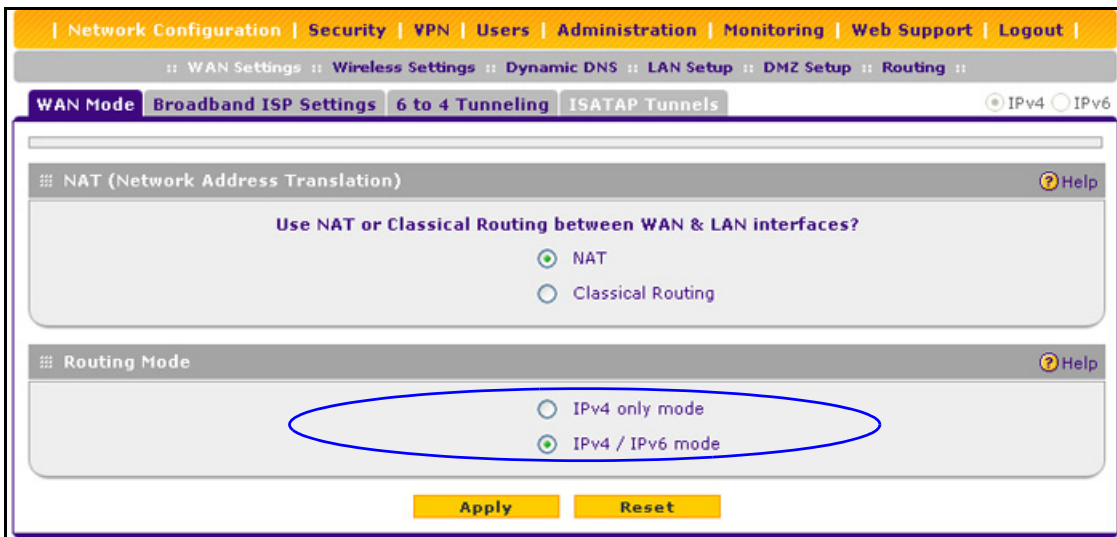 | Network Configuration | Security | VPN | Users | Administration | Monitoring | Web Support | Logout |
:: WAN Settings :: Wireless Settings :: Dynamic DNS :: LAN Setup :: DMZ Setup :: Routing ::
WAN Mode Broadband ISP Settings 6 to 4 Tunneling ISATAP Tunnels IPv4 IPv6
NAT (Network Address Translation) ? Help
Use NAT or Classical Routing between WAN & LAN interfaces?
NAT
Classical Routing
Routing Mode ? Help
IPv4 only mode
IPv4 / IPv6 mode
Apply Reset